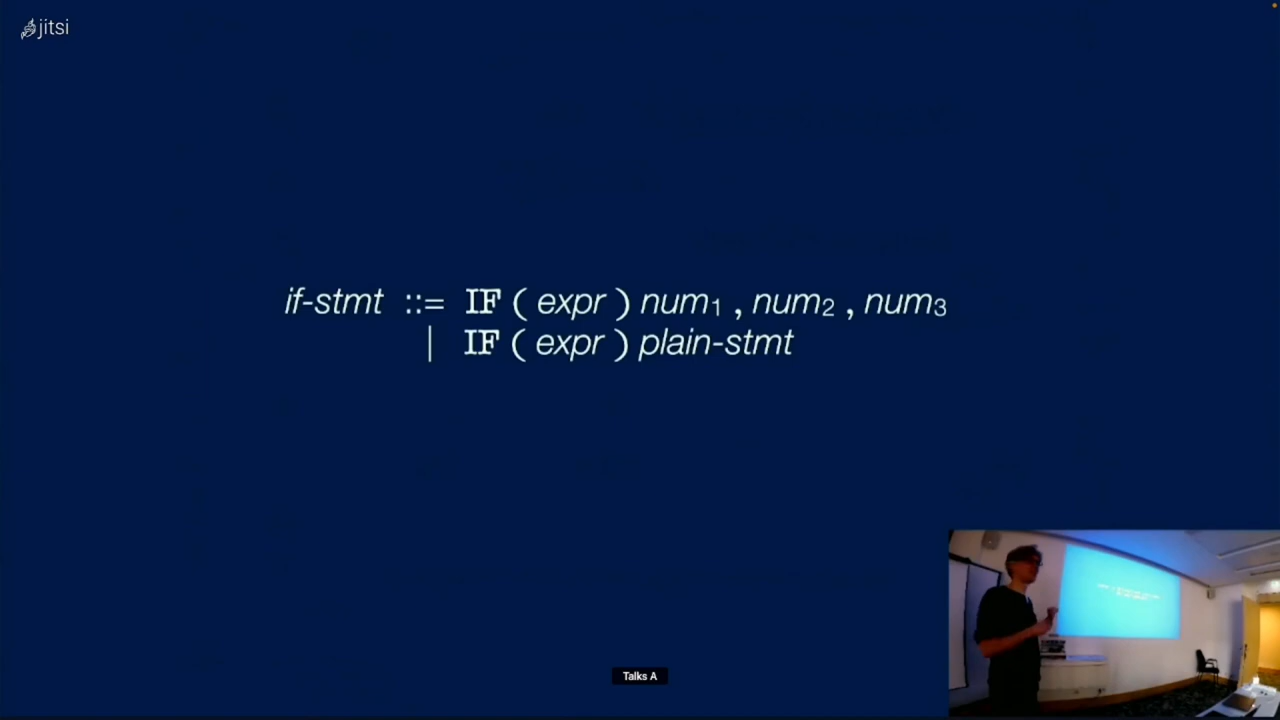 jitsi
if-stmt ::= IF ( expr ) num₁ , num₂ , num₃
| IF ( expr ) plain-stmt
Talks A